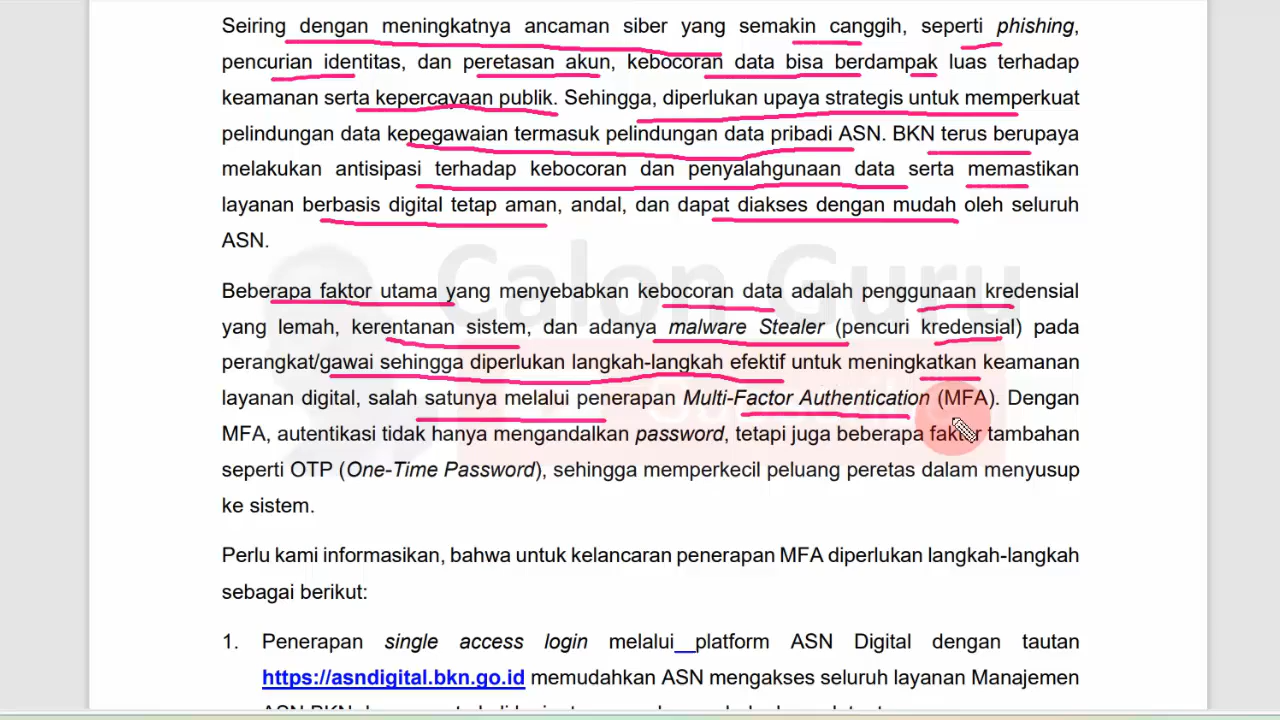 Seiring dengan meningkatnya ancaman siber yang semakin canggih, seperti phishing,
pencurian identitas, dan peretasan akun, kebocoran data bisa berdampak luas terhadap
keamanan serta kepercayaan publik. Sehingga, diperlukan upaya strategis untuk memperkuat
pelindungan data kepegawaian termasuk pelindungan data pribadi ASN. BKN terus berupaya
melakukan antisipasi terhadap kebocoran dan penyalahgunaan data serta memastikan
layanan berbasis digital tetap aman, andal, dan dapat diakses dengan mudah oleh seluruh
ASN.
Calon Guru
Beberapa faktor utama yang menyebabkan kebocoran data adalah penggunaan kredensial
yang lemah, kerentanan sistem, dan adanya malware Stealer (pencuri kredensial) pada
perangkat/gawai sehingga diperlukan langkah-langkah efektif untuk meningkatkan keamanan
layanan digital, salah satunya melalui penerapan Multi-Factor Authentication (MFA). Dengan
MFA, autentikasi tidak hanya mengandalkan password, tetapi juga beberapa faktor tambahan
seperti OTP (One-Time Password), sehingga memperkecil peluang peretas dalam menyusup
ke sistem.
Perlu kami informasikan, bahwa untuk kelancaran penerapan MFA diperlukan langkah-langkah
sebagai berikut:
1. Penerapan single access login melalui platform ASN Digital dengan tautan
https://asndigital.bkn.go.id memudahkan ASN mengakses seluruh layanan Manajemen